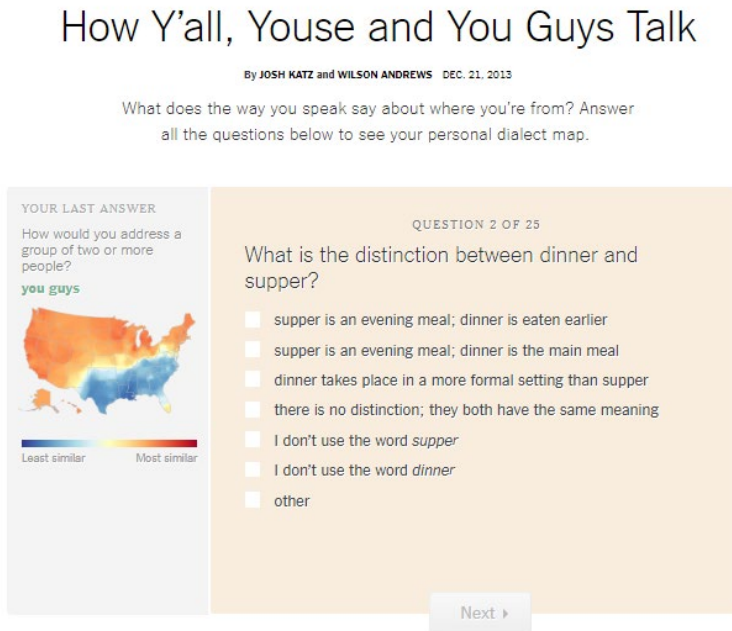 How Y'all, Youse and You Guys Talk
By JOSH KATZ and WILSON ANDREWS DEC. 21, 2013
What does the way you speak say about where you're from? Answer
all the questions below to see your personal dialect map.
YOUR LAST ANSWER
How would you address a
group of two or more
people?
you guys
Least similar
Most similar
QUESTION 2 OF 25
What is the distinction between dinner and
supper?
supper is an evening meal; dinner is eaten earlier
supper is an evening meal; dinner is the main meal
dinner takes place in a more formal setting than supper
there is no distinction; they both have the same meaning
I don't use the word supper
I don't use the word dinner
other
Next